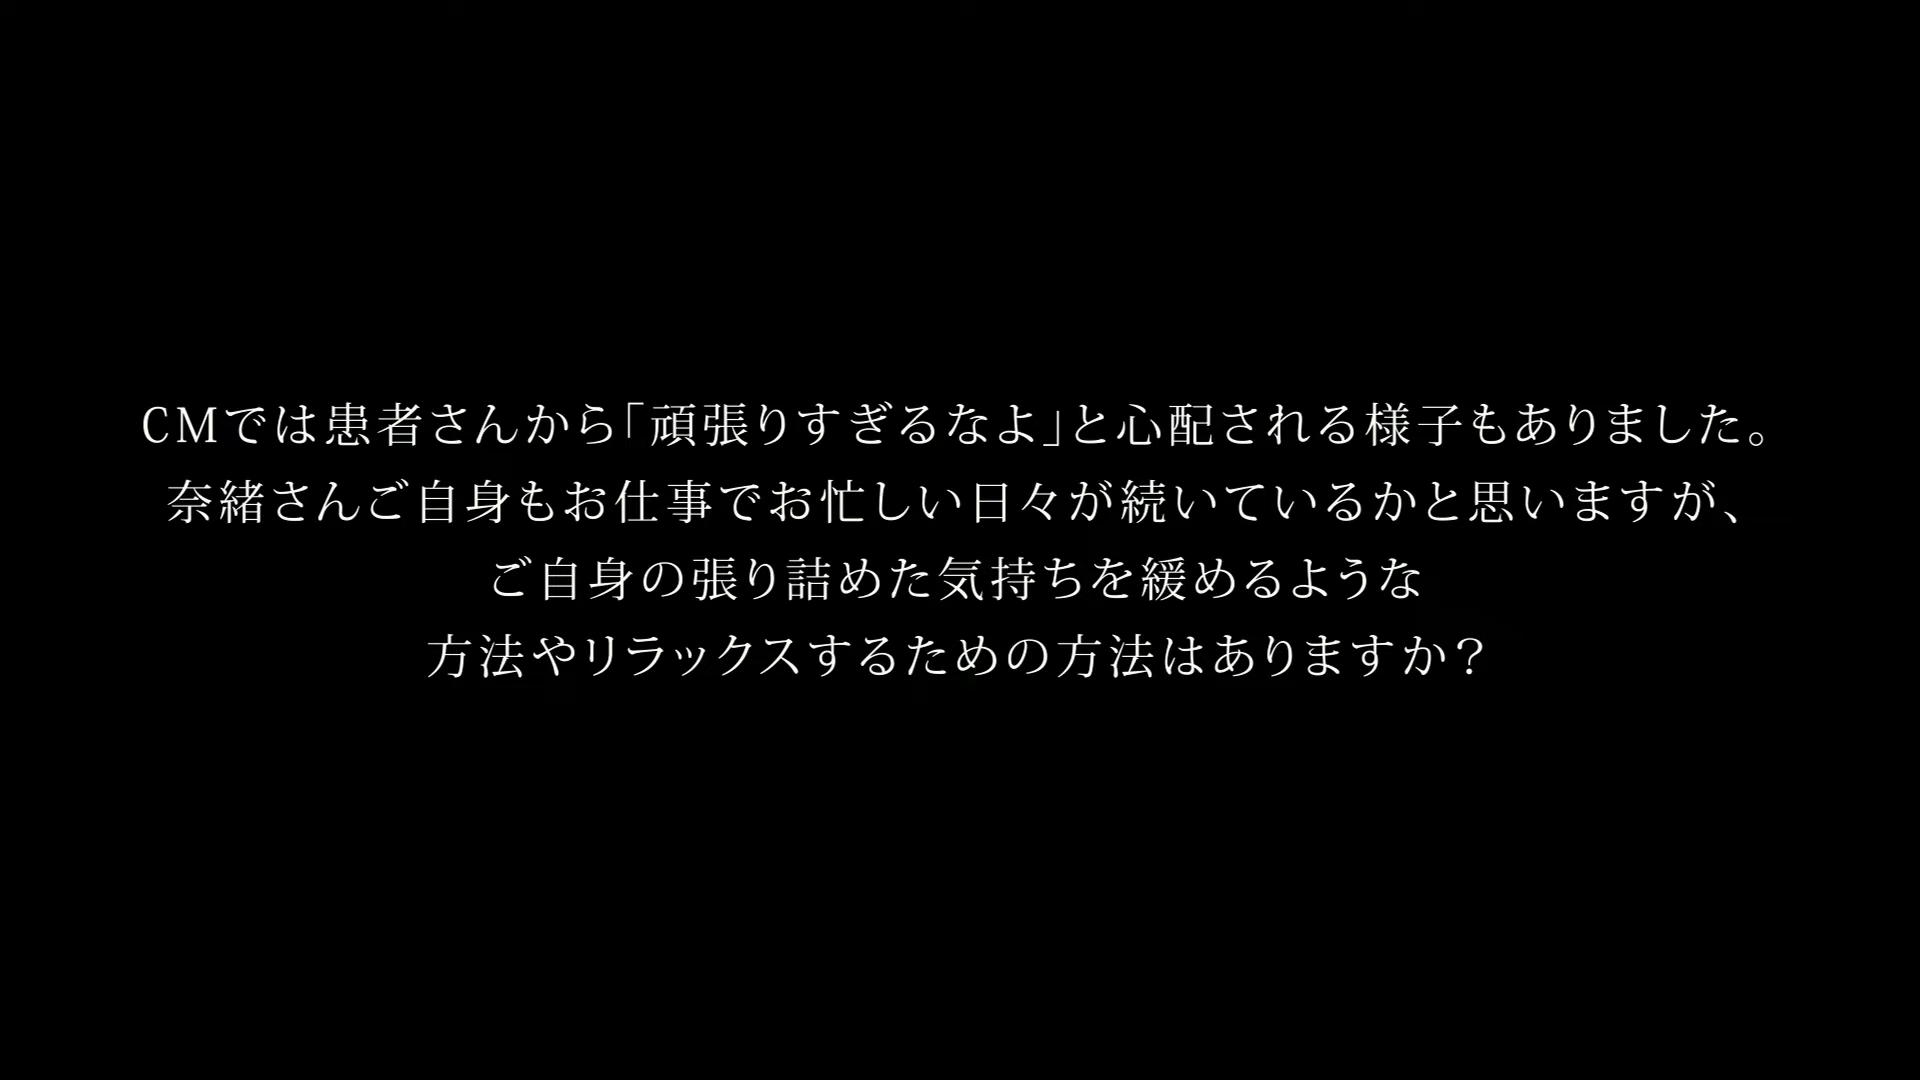 CMでは患者さんから「頑張りすぎるなよ」と心配される様子もありました。
奈緒さんご自身もお仕事でお忙しい日々が続いているかと思いますが、
ご自身の張り詰めた気持ちを緩めるような
方法やリラックスするための方法はありますか？